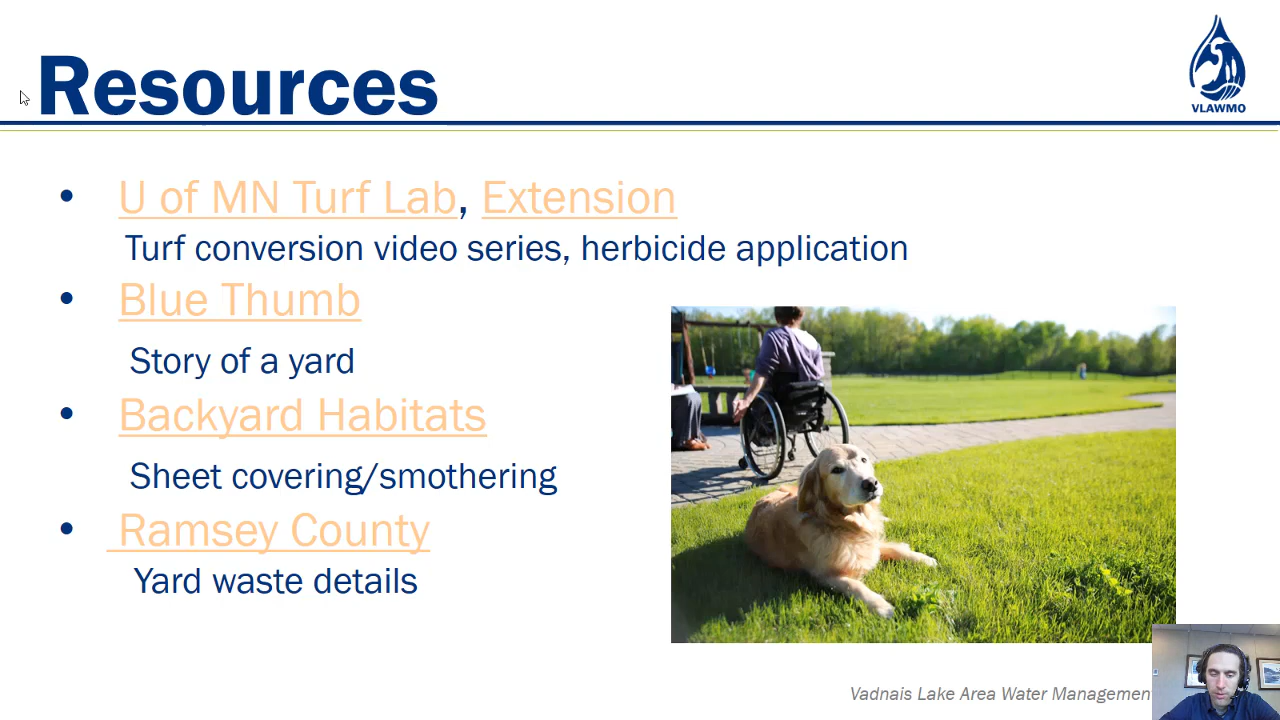 Resources
VLAWMO
• U of MN Turf Lab, Extension
Turf conversion video series, herbicide application
• Blue Thumb
Story of a yard
• Backyard Habitats
Sheet covering/smothering
• Ramsey County
Yard waste details
Vadnais Lake Area Water Managemen